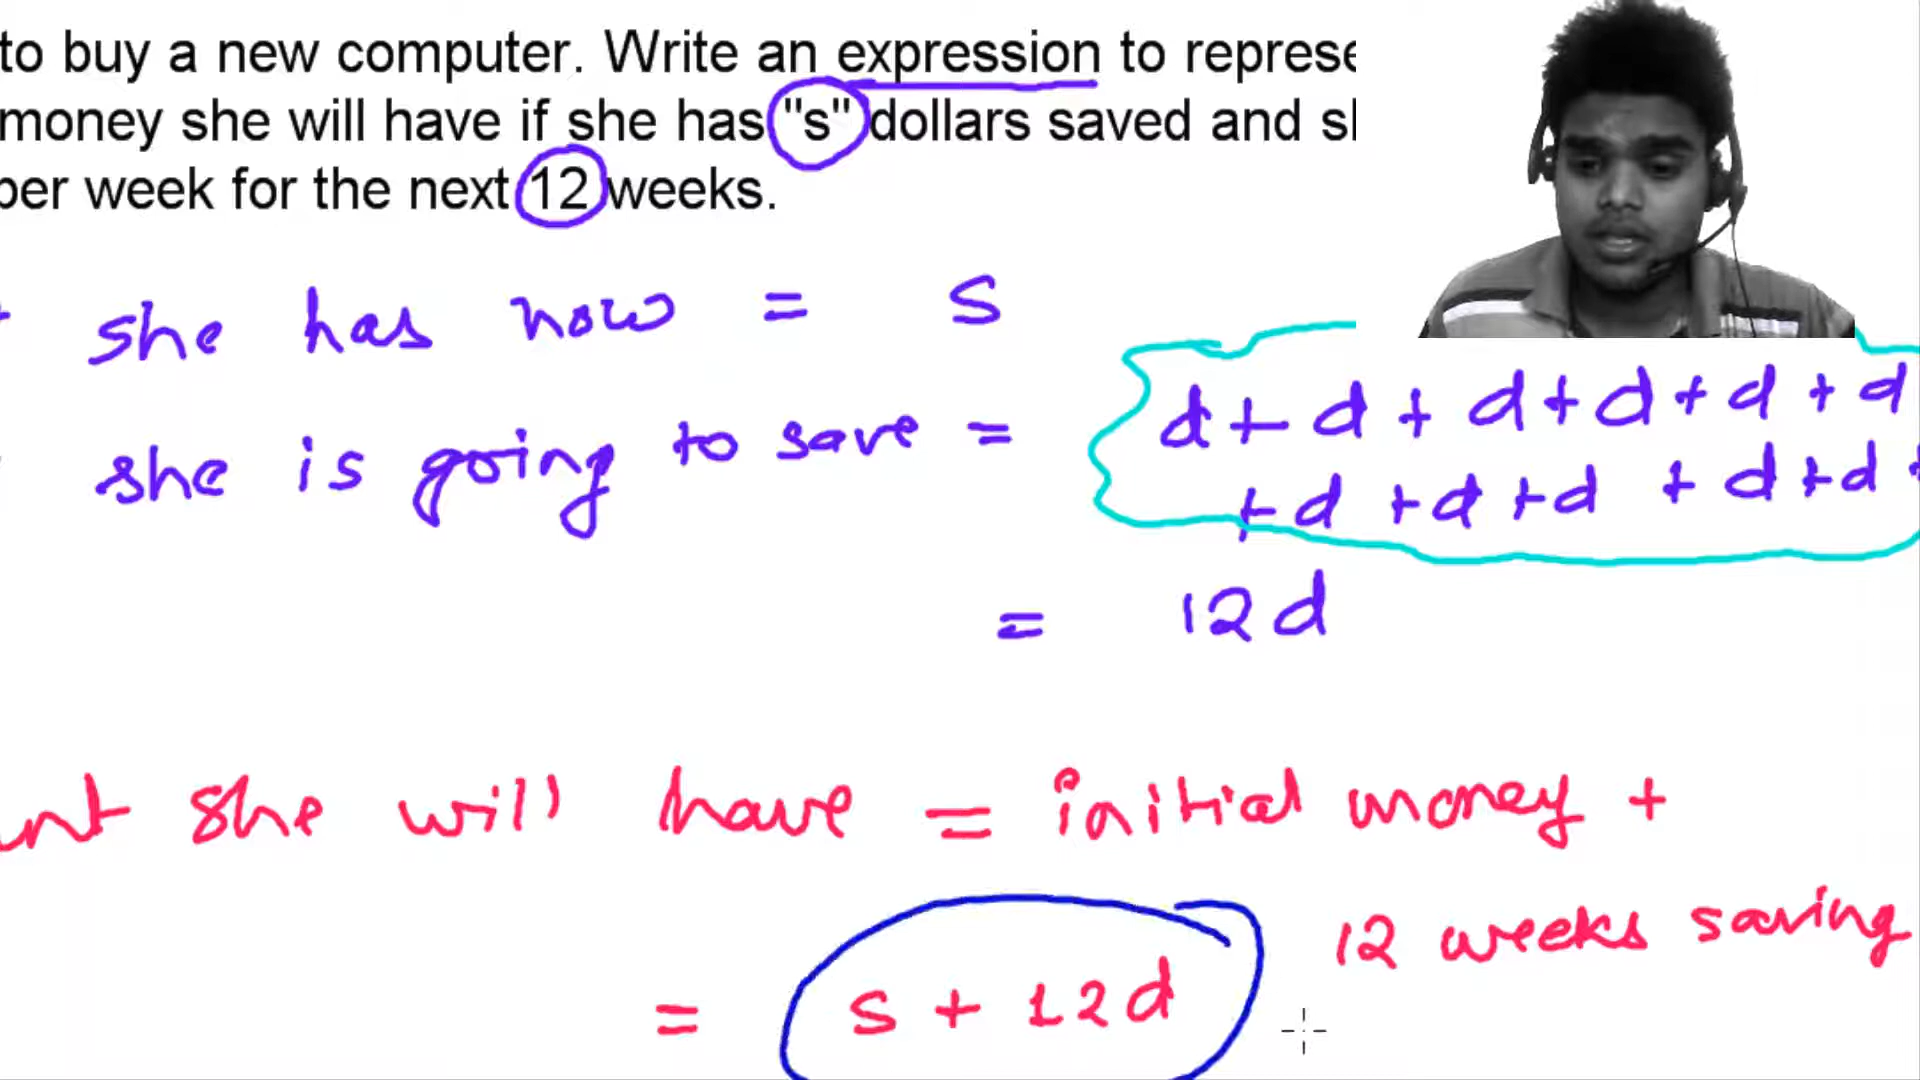 to buy a new computer. Write an expression to represe
money she will have if she has "s" dollars saved and sl
per week for the next 12 weeks.
she has now = s
she is going to save = d + d + d + d + d + d
+ d + d + d + d + d +
= 12d
unt she will have = initial money +
12 weeks saving
= s + 12d